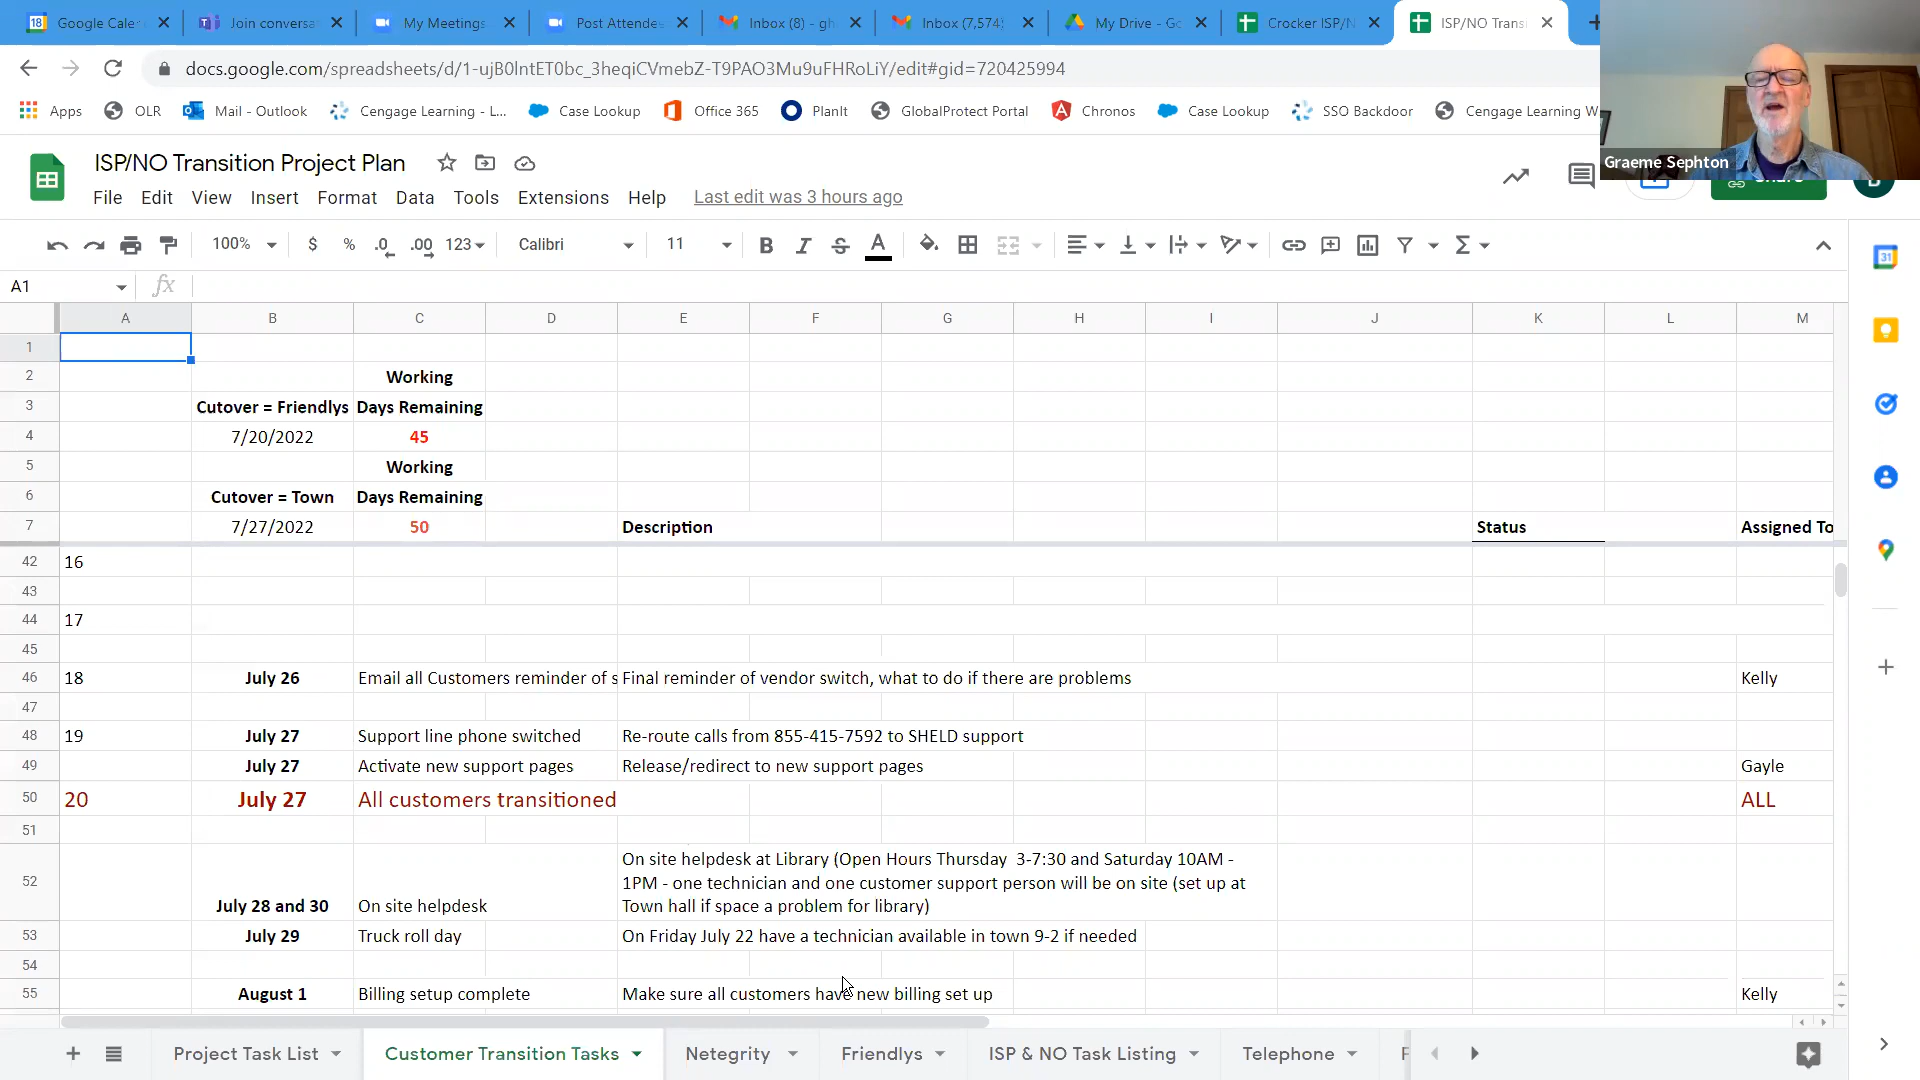 Google Caler
Join conversa
My Meetings
Post Attende
Inbox (8) - gh
Inbox (7,574)
My Drive - Go
Crocker ISP/N
ISP/NO Trans
docs.google.com/spreadsheets/d/1-ujB0lntET0bc_3heqiCVmebZ-T9PAO3Mu9uFHRoLiY/edit#gid=720425994
Apps OLR Mail - Outlook Cengage Learning - L... Case Lookup Office 365 PlanIt GlobalProtect Portal Chronos Case Lookup SSO Backdoor Cengage Learning W
Graeme Sephton
ISP/NO Transition Project Plan
File Edit View Insert Format Data Tools Extensions Help Last edit was 3 hours ago
100% $ % .0 .00 123 Calibri 11 B I S A
A1 fx
A B C D E F G H I J K L M
1
2 Working
3 Cutover = Friendlys Days Remaining
4 7/20/2022 45
5 Working
6 Cutover = Town Days Remaining
7 7/27/2022 50 Description Status Assigned To
42 16
43
44 17
45
46 18 July 26 Email all Customers reminder of s Final reminder of vendor switch, what to do if there are problems Kelly
47
48 19 July 27 Support line phone switched Re-route calls from 855-415-7592 to SHELD support
49 July 27 Activate new support pages Release/redirect to new support pages Gayle
50 20 July 27 All customers transitioned ALL
51
On site helpdesk at Library (Open Hours Thursday 3-7:30 and Saturday 10AM -
52 1PM - one technician and one customer support person will be on site (set up at
July 28 and 30 On site helpdesk Town hall if space a problem for library)
53 July 29 Truck roll day On Friday July 22 have a technician available in town 9-2 if needed
54
55 August 1 Billing setup complete Make sure all customers have new billing set up Kelly
Project Task List Customer Transition Tasks Netegrity Friendlys ISP & NO Task Listing Telephone